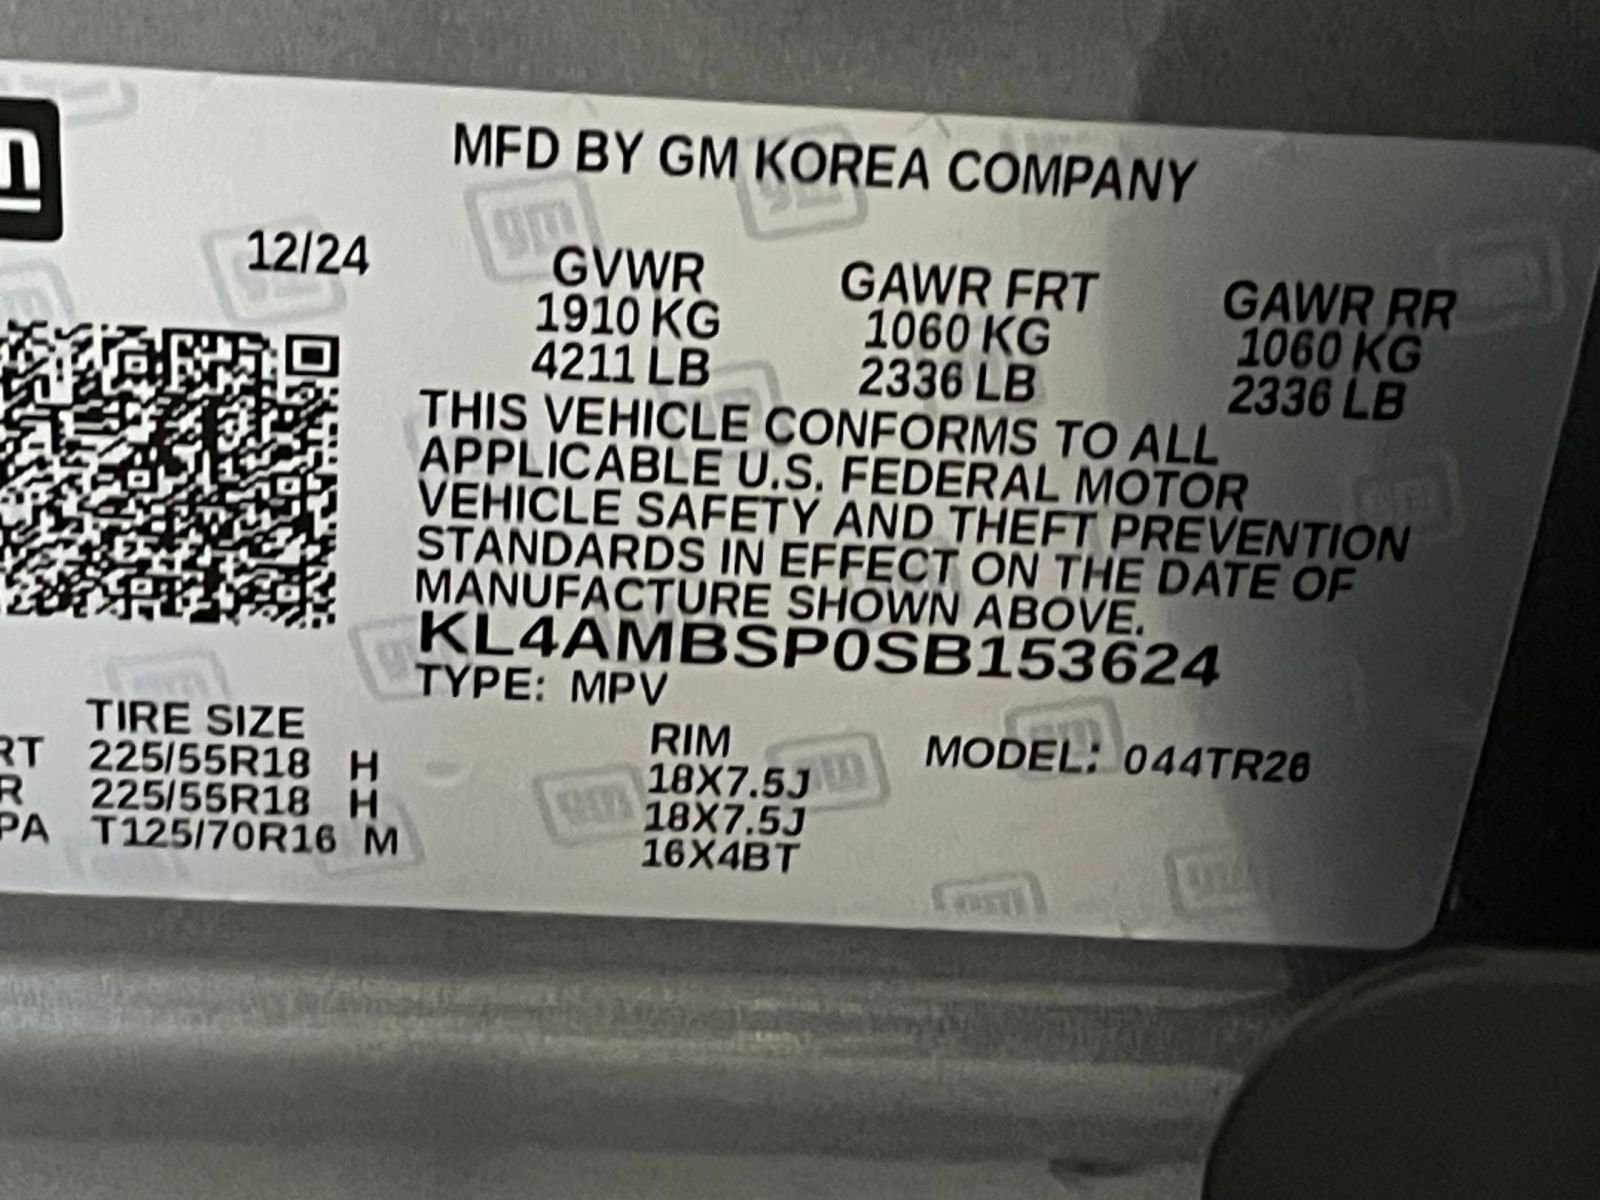 m
MFD BY GM KOREA COMPANY
12/24
GVWR GAWR FRT GAWR RR
1910 KG 1060 KG 1060 KG
4211 LB 2336 LB 2336 LB
THIS VEHICLE CONFORMS TO ALL
APPLICABLE U.S. FEDERAL MOTOR
VEHICLE SAFETY AND THEFT PREVENTION
STANDARDS IN EFFECT ON THE DATE OF
MANUFACTURE SHOWN ABOVE.
KL4AMBSP0SB153624
TYPE: MPV
TIRE SIZE RIM MODEL: 044TR26
RT 225/55R18 H 18X7.5J
R 225/55R18 H 18X7.5J
PA T125/70R16 M 16X4BT